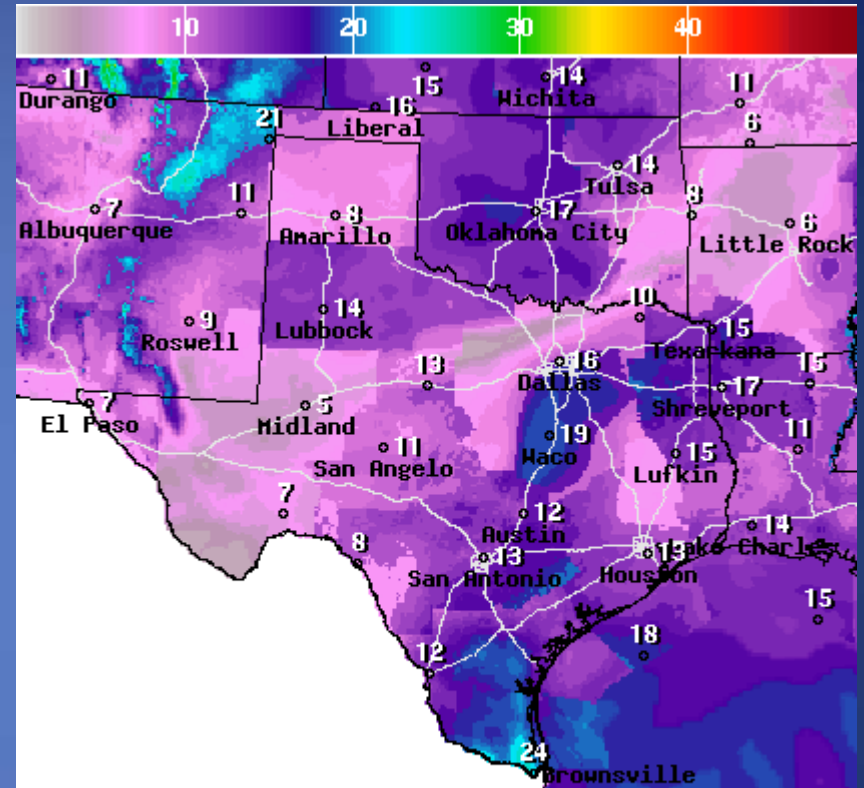 10 20 30 40
11 15 14 11
Durango Wichita
21 16 6
Liberal
14
Tulsa
7 11 8 17 8 6
Albuquerque Amarillo Oklahoma City Little Rock
9 14 10 15
Roswell Lubbock Texarkana
13 16 17 15
Dallas Shreveport
7 5
El Paso Midland
11 19 15 11
San Angelo Waco Lufkin
7 12 14
Austin
8 13 13 Lake Charles
San Antonio Houston
15
18
12
24
Brownsville